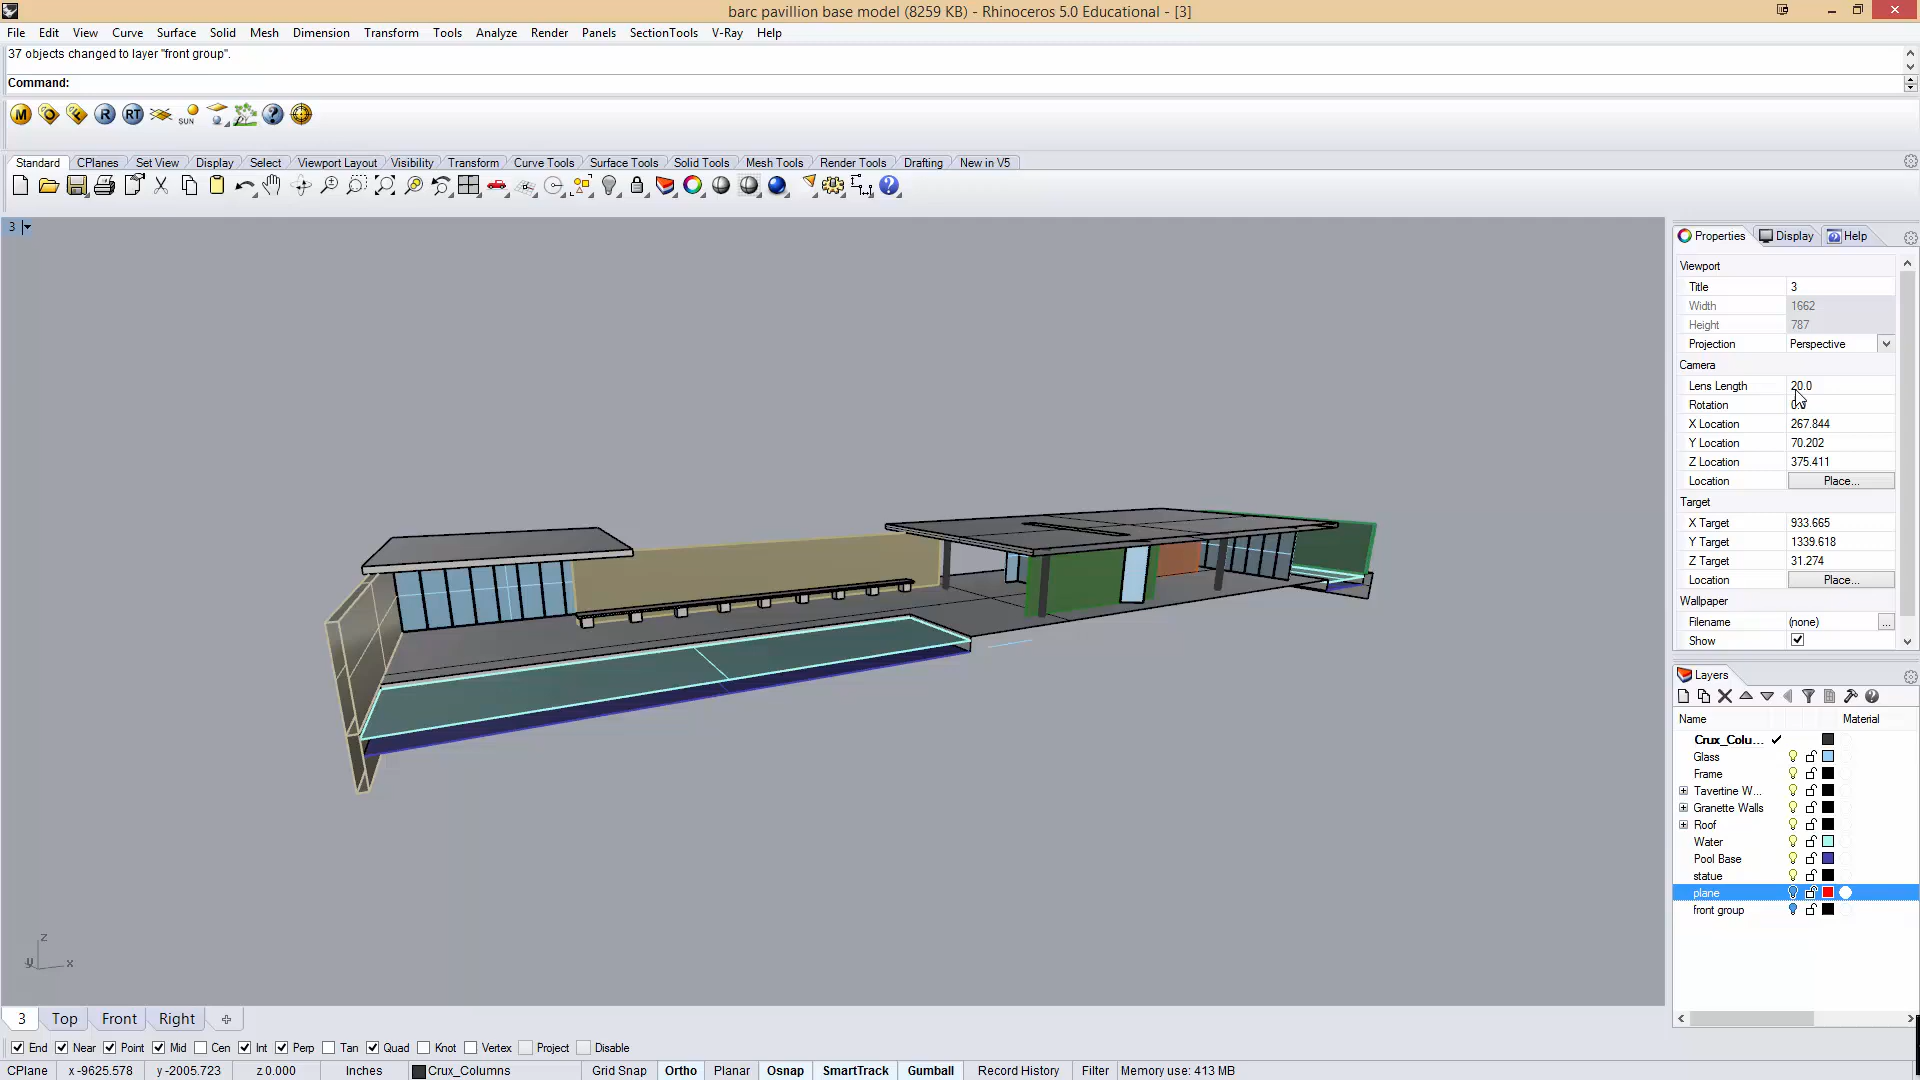 barc pavillion base model (8259 KB) - Rhinoceros 5.0 Educational - [3]
File Edit View Curve Surface Solid Mesh Dimension Transform Tools Analyze Render Panels SectionTools V-Ray Help
37 objects changed to layer "front group".
Command:
M O F R RT SUN
Standard CPlanes Set View Display Select Viewport Layout Visibility Transform Curve Tools Surface Tools Solid Tools Mesh Tools Render Tools Drafting New in V5
3
Properties Display Help
Viewport
Title 3
Width 1662
Height 787
Projection Perspective
Camera
Lens Length 20.0
Rotation
X Location 267.844
Y Location 70.202
Z Location 375.411
Location Place...
Target
X Target 933.665
Y Target 1339.618
Z Target 31.274
Location Place...
Wallpaper
Filename (none) ...
Show
Layers
Name Material
Crux_Colu...
Glass
Frame
Tavertine W...
Granette Walls
Roof
Water
Pool Base
statue
plane
front group
z
y x
3 Top Front Right
End Near Point Mid Cen Int Perp Tan Quad Knot Vertex Project Disable
CPlane x -9625.578 y -2005.723 z 0.000 Inches Crux_Columns Grid Snap Ortho Planar Osnap SmartTrack Gumball Record History Filter Memory use: 413 MB